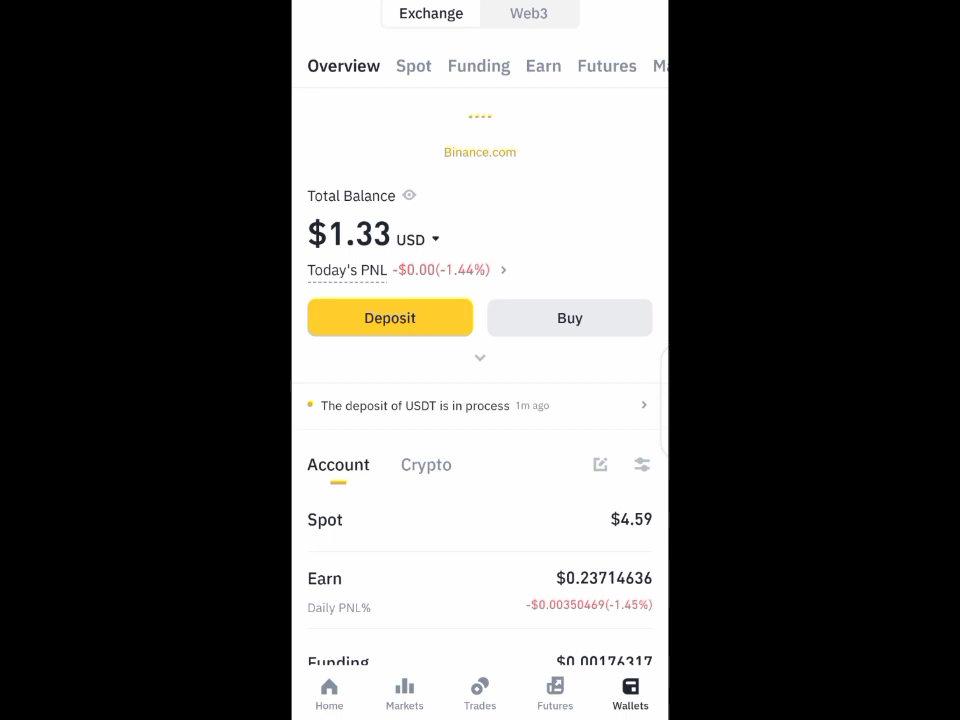 Exchange Web3
Overview Spot Funding Earn Futures Ma
Binance.com
Total Balance
$1.33 USD
Today's PNL -$0.00(-1.44%)
Deposit Buy
The deposit of USDT is in process 1m ago
Account Crypto
Spot $4.59
Earn $0.23714636
Daily PNL% -$0.00350469(-1.45%)
Funding $0.00176317
Home Markets Trades Futures Wallets